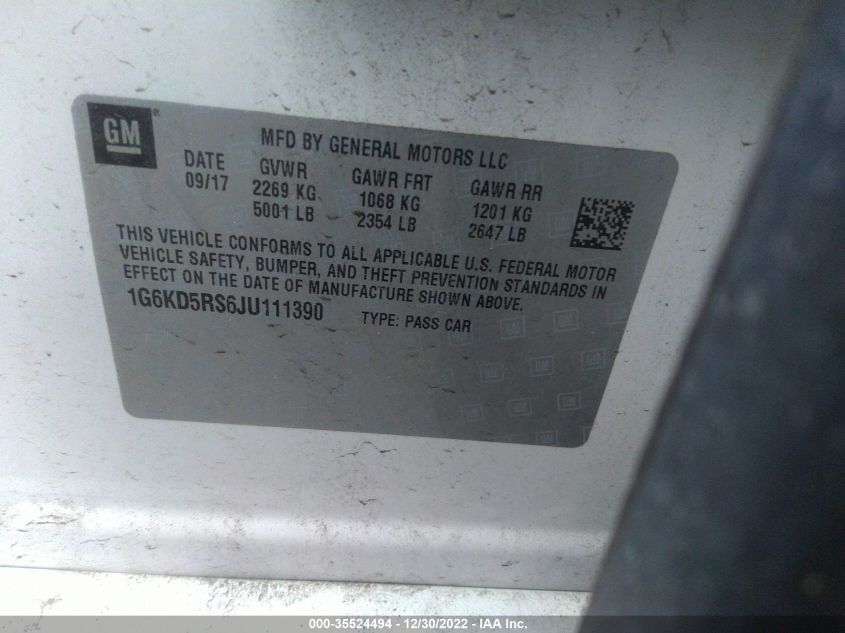 GM ®
MFD BY GENERAL MOTORS LLC
DATE GVWR GAWR FRT GAWR RR
09/17 2269 KG 1068 KG 1201 KG
5001 LB 2354 LB 2647 LB
THIS VEHICLE CONFORMS TO ALL APPLICABLE U.S. FEDERAL MOTOR
VEHICLE SAFETY, BUMPER, AND THEFT PREVENTION STANDARDS IN
EFFECT ON THE DATE OF MANUFACTURE SHOWN ABOVE.
1G6KD5RS6JU111390 TYPE: PASS CAR
000-35524494 - 12/30/2022 - IAA Inc.